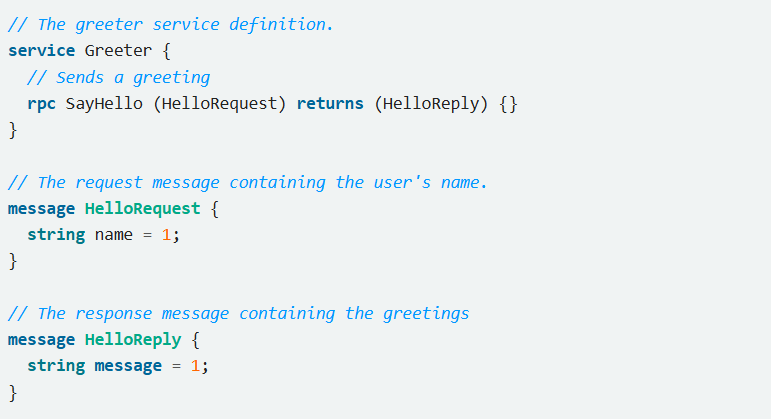 // The greeter service definition.
service Greeter {
  // Sends a greeting
  rpc SayHello (HelloRequest) returns (HelloReply) {}
}

// The request message containing the user's name.
message HelloRequest {
  string name = 1;
}

// The response message containing the greetings
message HelloReply {
  string message = 1;
}